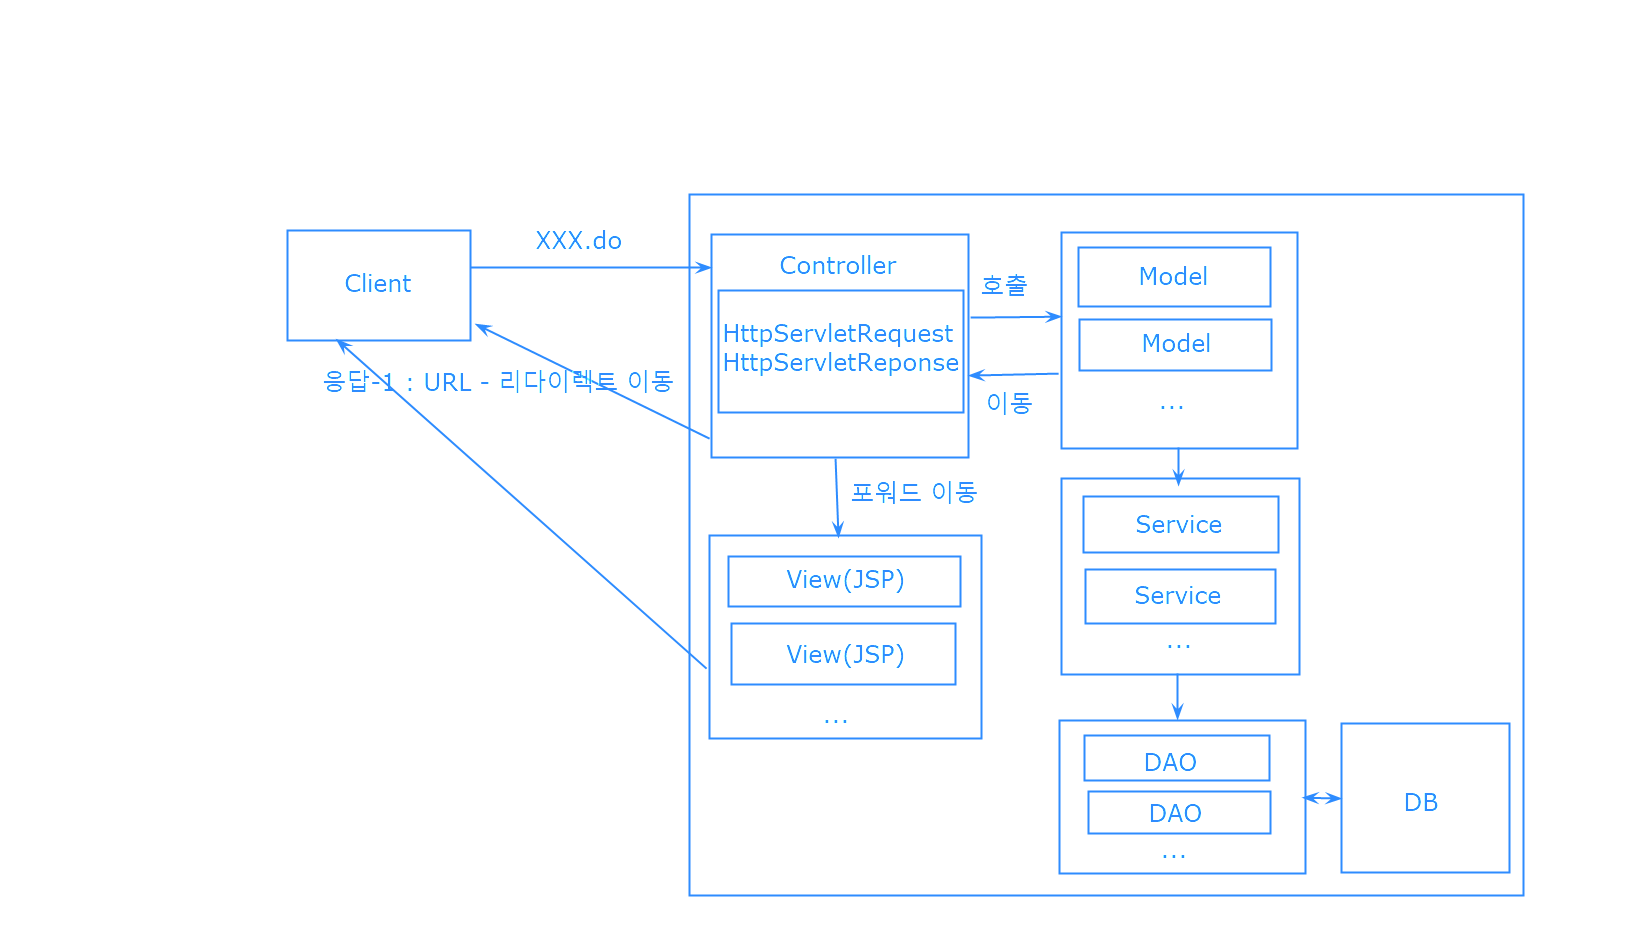 XXX.do
Client
Controller
HttpServletRequest
HttpServletReponse
호출
이동
Model
Model
...
응답-1 : URL - 리다이렉트 이동
포워드 이동
View(JSP)
View(JSP)
...
Service
Service
...
DAO
DAO
...
DB